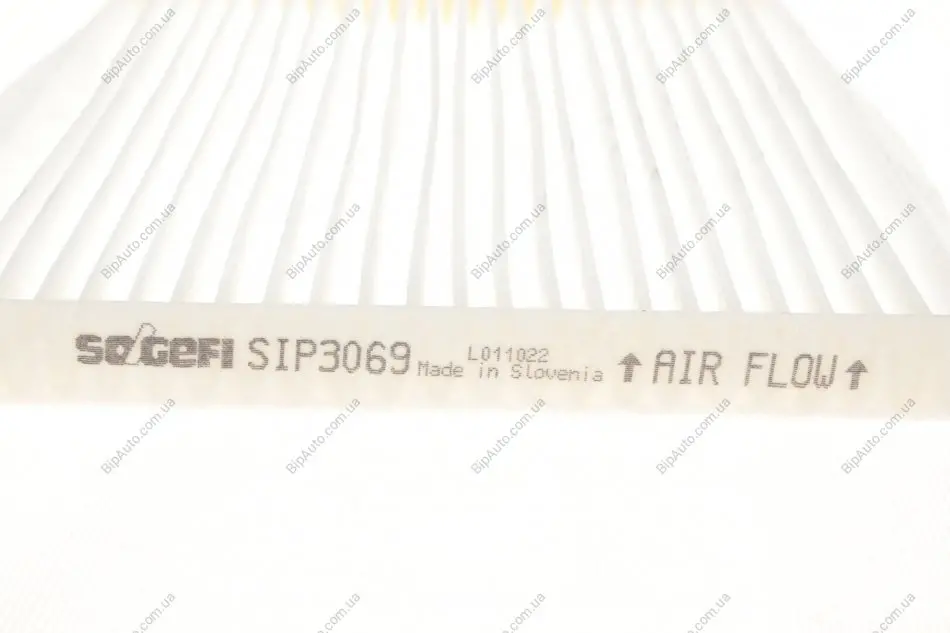 SOGEFI SIP3069 L011022 Made in Slovenia ↑ AIR FLOW ↑
BipAuto.com.ua